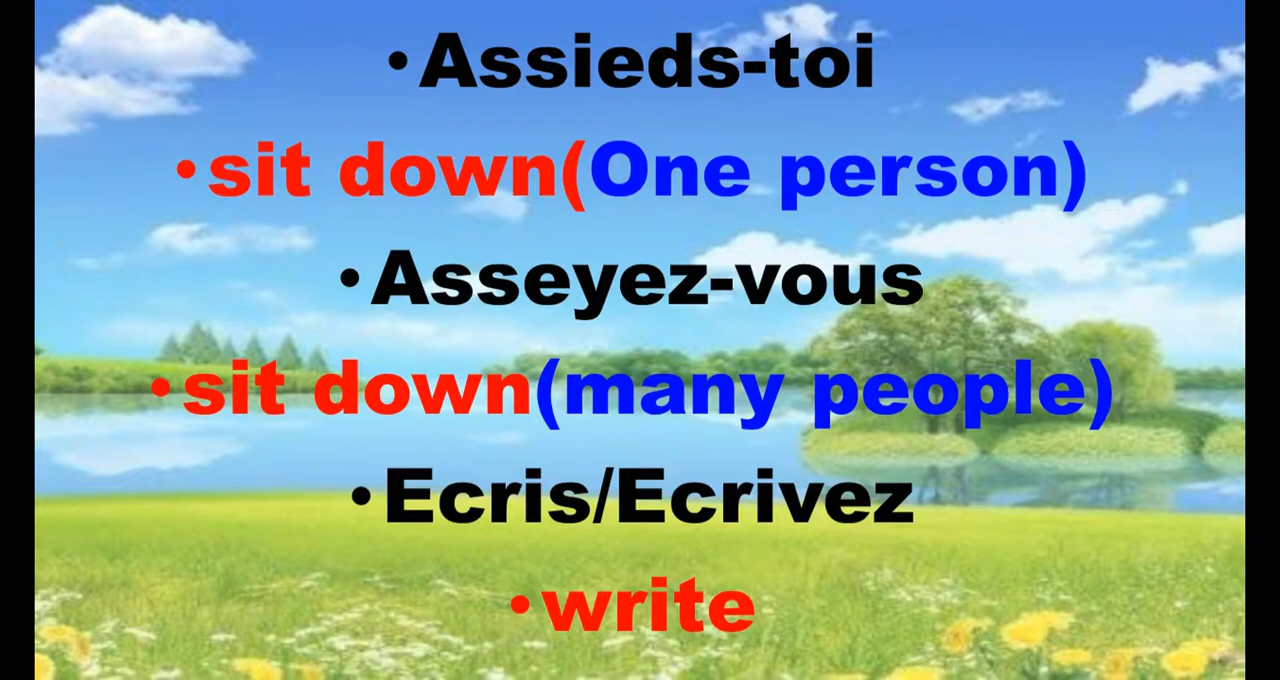 •Assieds-toi
•sit down(One person)
•Asseyez-vous
•sit down(many people)
•Ecris/Ecrivez
•write